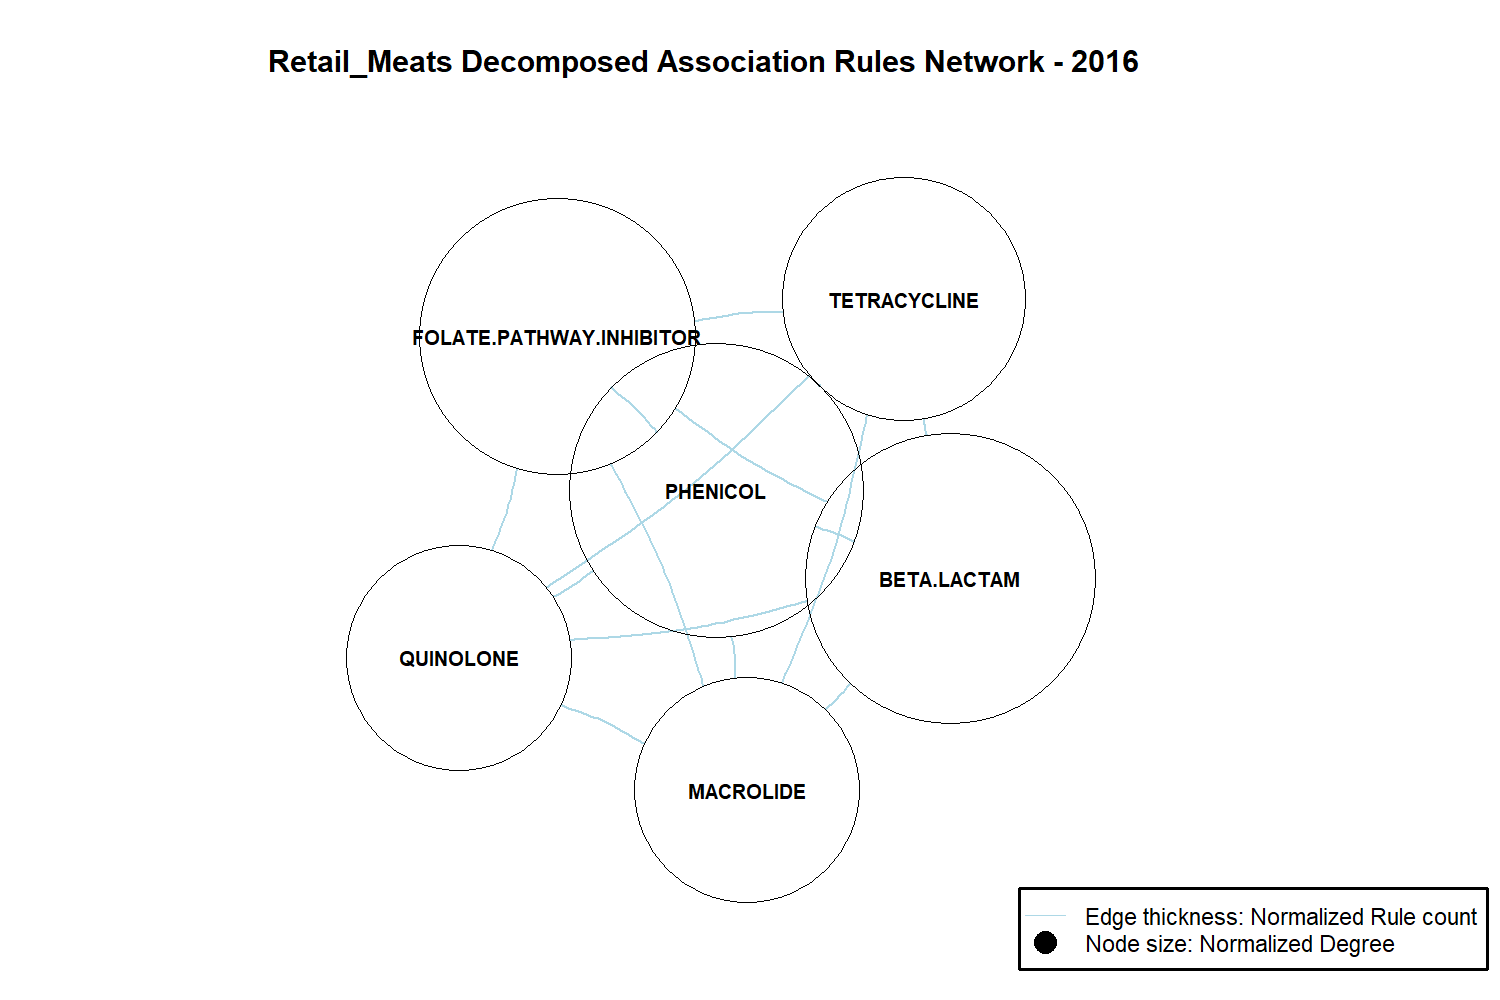 Retail_Meats Decomposed Association Rules Network - 2016
TETRACYCLINE
FOLATE.PATHWAY.INHIBITOR
PHENICOL
BETA.LACTAM
QUINOLONE
MACROLIDE
Edge thickness: Normalized Rule count
Node size: Normalized Degree